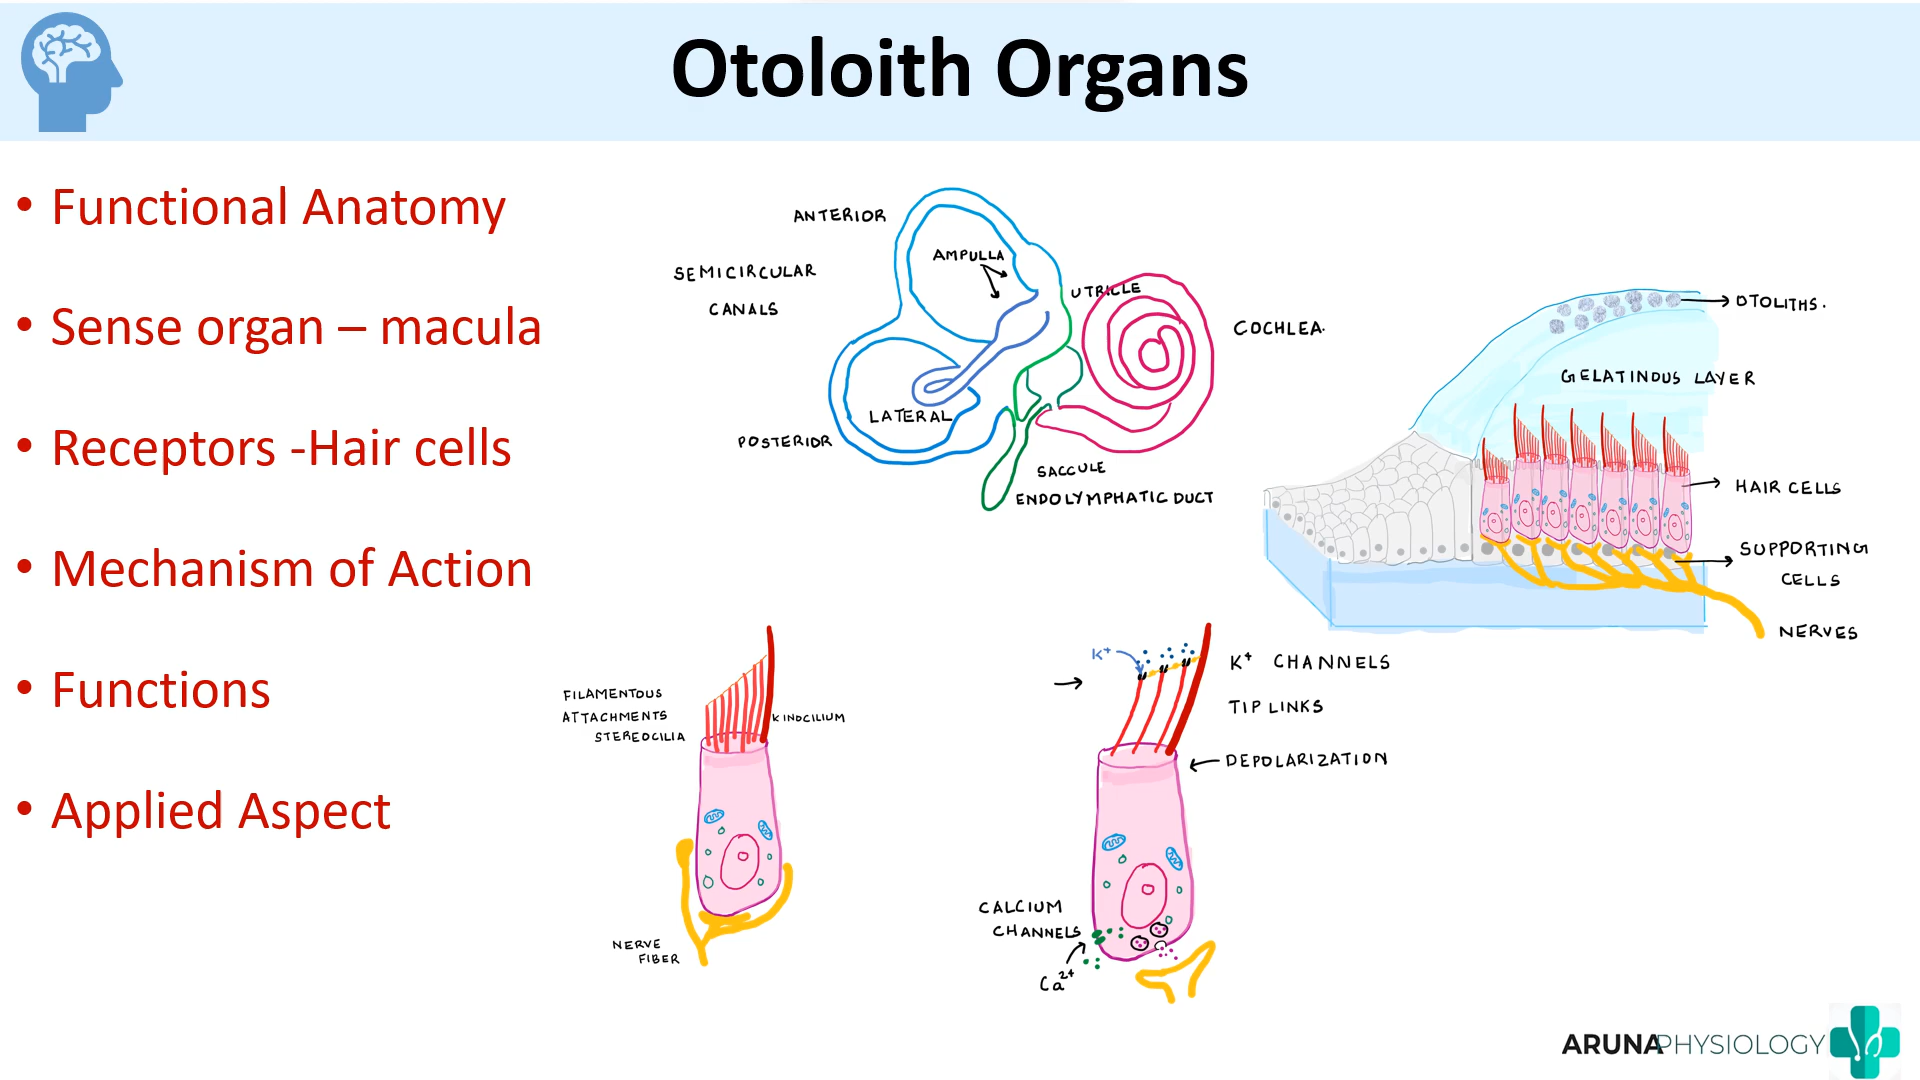 Otoloith Organs
• Functional Anatomy
• Sense organ – macula
• Receptors -Hair cells
• Mechanism of Action
• Functions
• Applied Aspect
ANTERIOR
SEMICIRCULAR
CANALS
AMPULLA
UTRICLE
COCHLEA.
LATERAL
POSTERIOR
SACCULE
ENDOLYMPHATIC DUCT
OTOLITHS.
GELATINOUS LAYER
HAIR CELLS
SUPPORTING
CELLS
NERVES
FILAMENTOUS
ATTACHMENTS
STEREOCILIA
KINOCILIUM
NERVE
FIBER
K+
K+ CHANNELS
TIP LINKS
DEPOLARIZATION
CALCIUM
CHANNELS
Ca2+
ARUNAPHYSIOLOGY